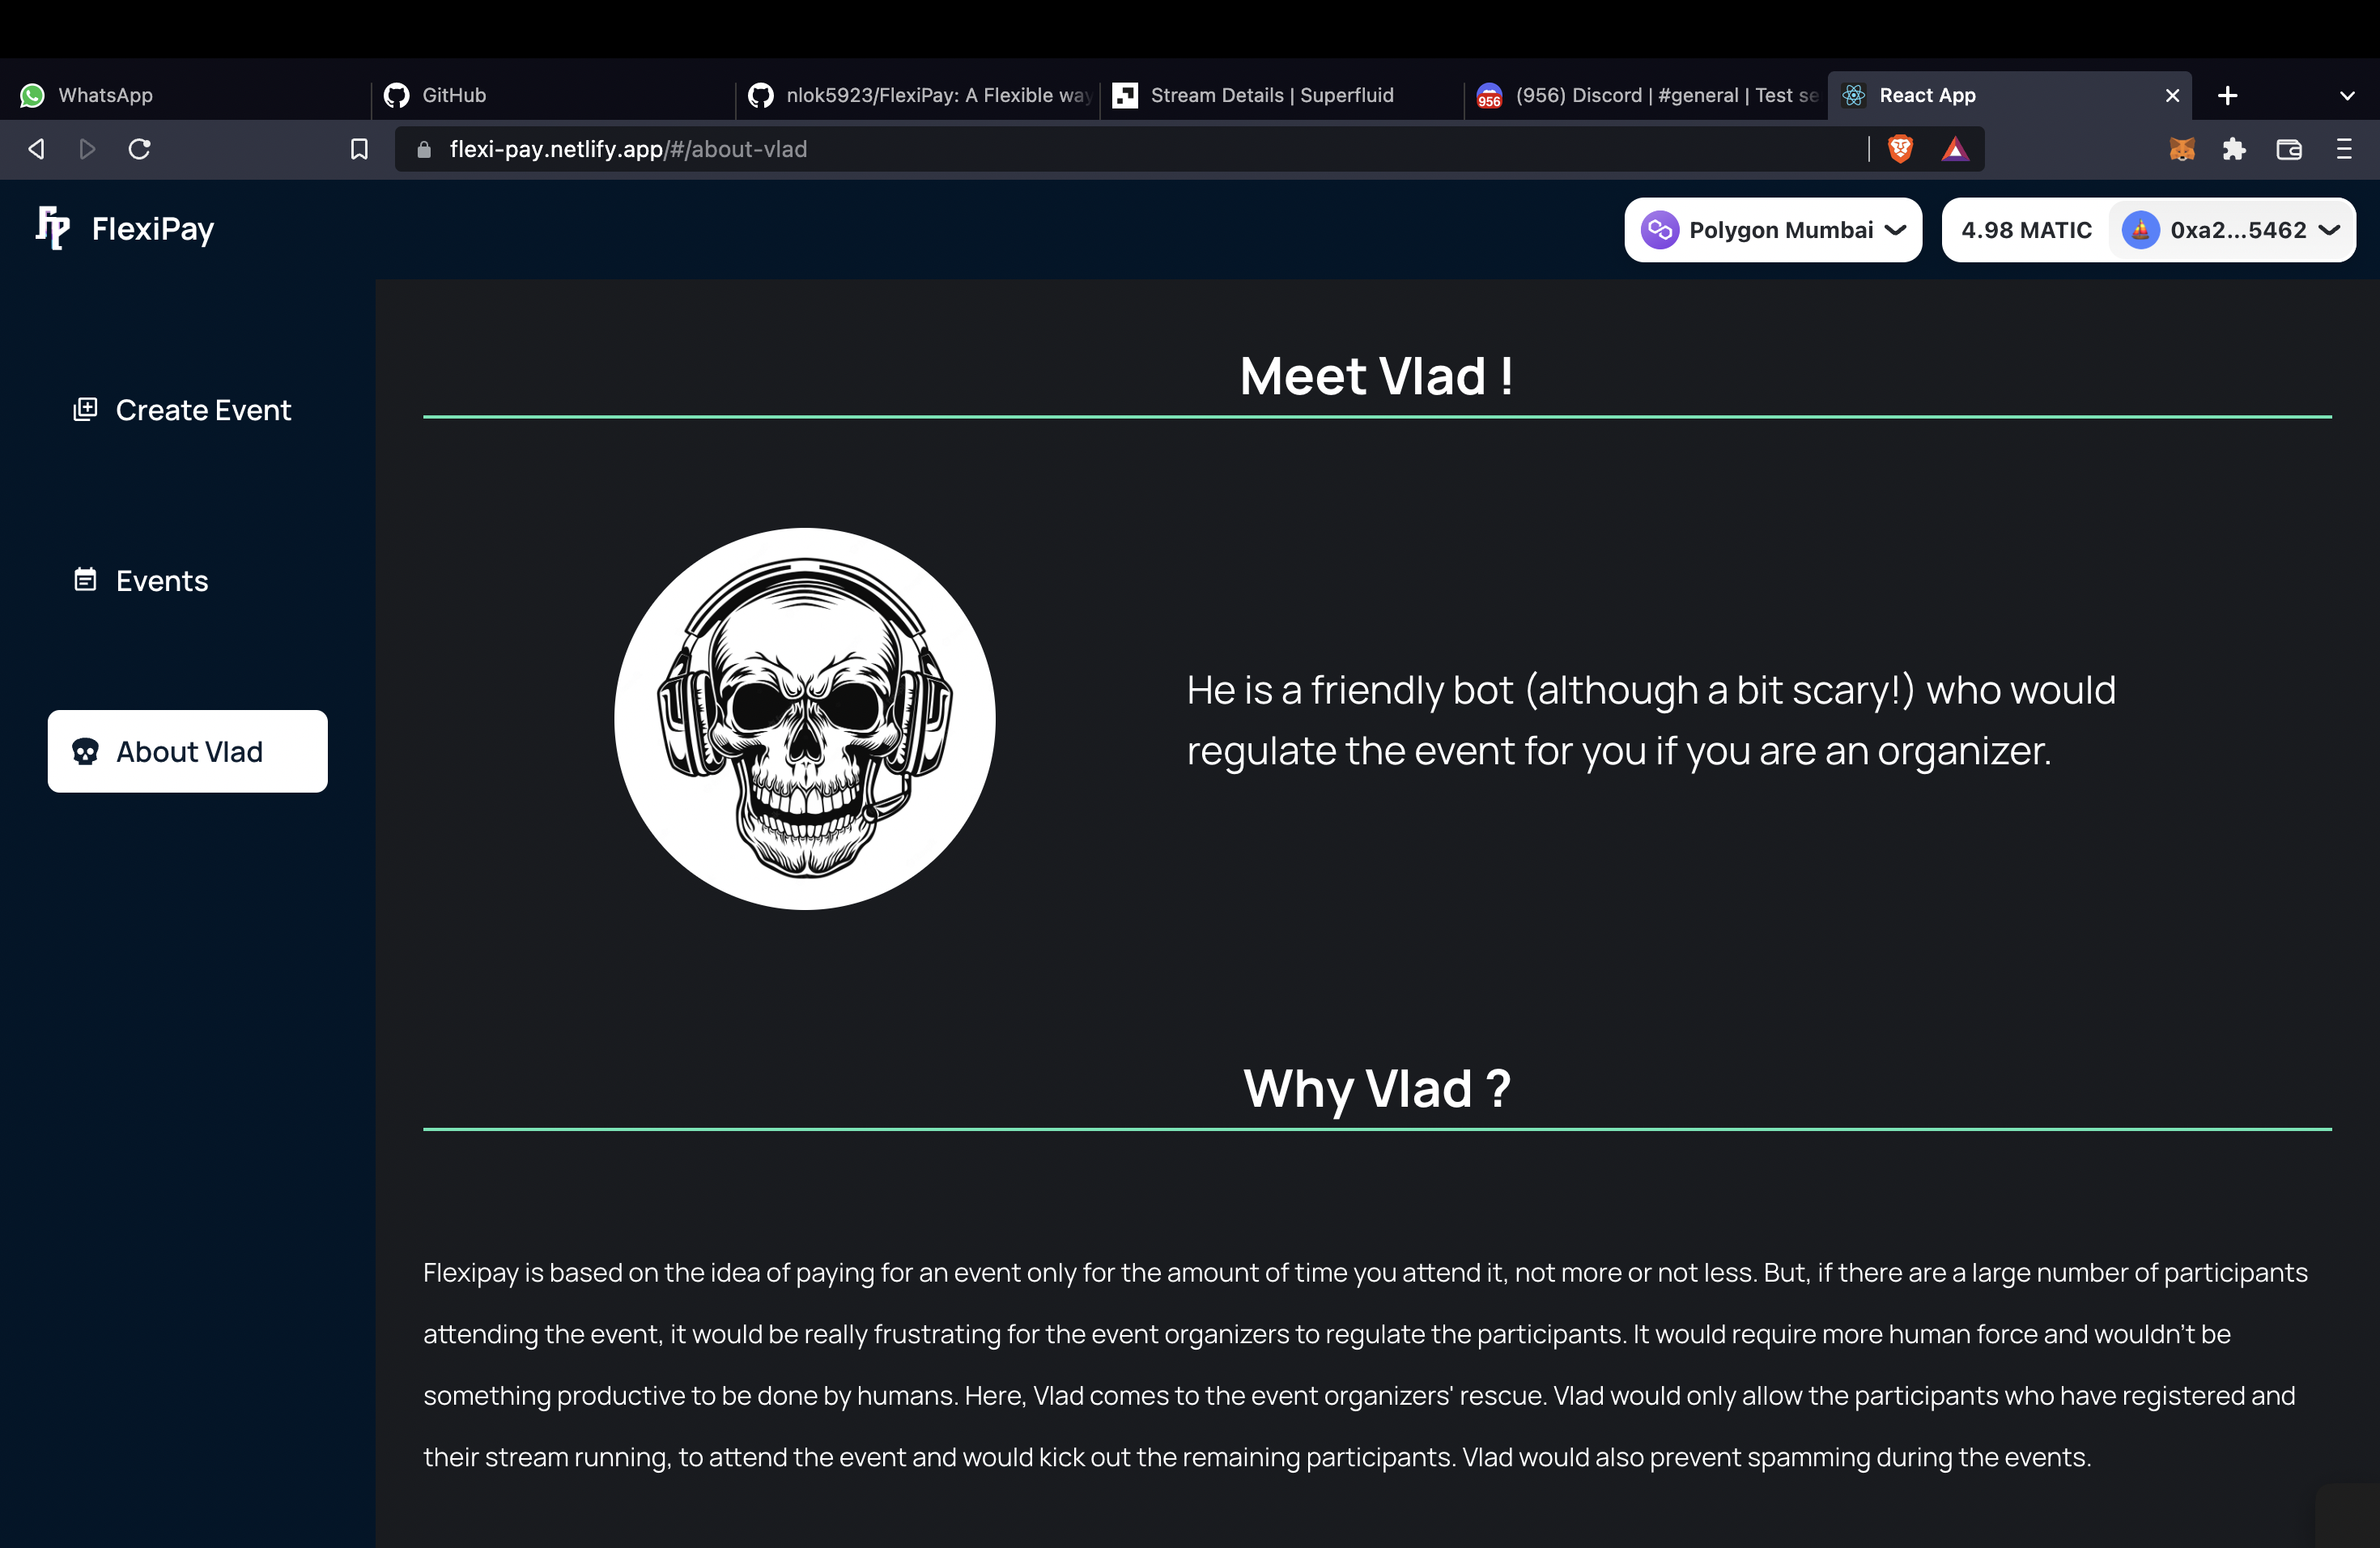 WhatsApp
GitHub
nlok5923/FlexiPay: A Flexible way
Stream Details | Superfluid
956
(956) Discord | #general | Test se
React App
flexi-pay.netlify.app/#/about-vlad
FP
FlexiPay
Polygon Mumbai
4.98 MATIC
0xa2...5462
Create Event
Events
About Vlad
Meet Vlad !
He is a friendly bot (although a bit scary!) who would
regulate the event for you if you are an organizer.
Why Vlad ?
Flexipay is based on the idea of paying for an event only for the amount of time you attend it, not more or not less. But, if there are a large number of participants
attending the event, it would be really frustrating for the event organizers to regulate the participants. It would require more human force and wouldn't be
something productive to be done by humans. Here, Vlad comes to the event organizers' rescue. Vlad would only allow the participants who have registered and
their stream running, to attend the event and would kick out the remaining participants. Vlad would also prevent spamming during the events.